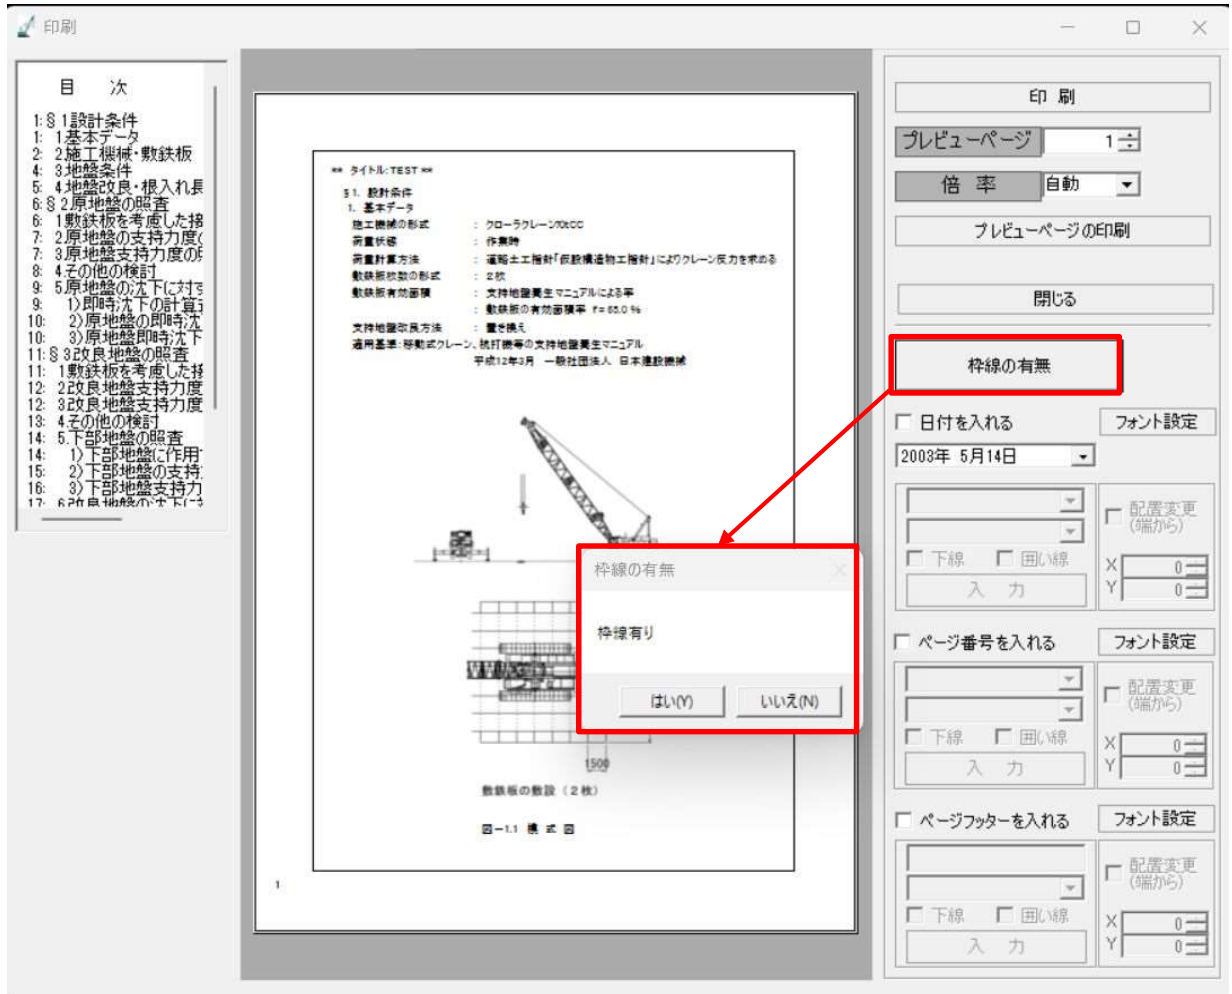 印刷
目 次
1:§１設計条件
1: 1基本データ
2: 2施工機械・敷鉄板
4: 3.地盤条件
5: 4地盤改良・根入れ長
6:§２原地盤の照査
6: 1敷鉄板を考慮した接
7: 2.原地盤の支持力度(
7: 3原地盤支持力度の
8: 4.その他の検討
9: 5原地盤の沈下に対す
9: 1)即時沈下の計算
10: 2)原地盤の即時沈
10: 3)原地盤即時沈下
11:§３改良地盤の照査
11: 1敷鉄板を考慮した接
12: 2改良地盤支持力度
12: 3改良地盤支持力度
13: 4.その他の検討
14: 5.下部地盤の照査
14: 1)下部地盤に作用
15: 2)下部地盤の支持
16: 3)下部地盤支持力
17: 6改良地盤の沈下に
** タイトル:TEST **
§1. 設計条件
1. 基本データ
施工機械の形式 : クローラクレーン70tCC
荷重状態 : 作業時
荷重計算方法 : 道路土工指針「仮設構造物工指針」によりクレーン反力を求める
敷鉄板枚数の形式 : 2枚
敷鉄板有効面積 : 支持地盤養生マニュアルによる率
: 敷鉄板の有効面積率 r= 65.0 %
支持地盤改良方法 : 置き換え
適用基準:移動式クレーン、杭打機等の支持地盤養生マニュアル
平成12年3月 一般社団法人 日本建設機械
1500
敷鉄板の敷設（２枚）
図－1.1 模 式 図
1
枠線の有無
枠線有り
はい(Y)
いいえ(N)
印 刷
プレビューページ 1
倍 率 自動
プレビューページの印刷
閉じる
枠線の有無
日付を入れる フォント設定
2003年 5月14日
配置変更
(端から)
下線 囲い線
X 0
入 力
Y 0
ページ番号を入れる フォント設定
配置変更
(端から)
下線 囲い線
X 0
入 力
Y 0
ページフッターを入れる フォント設定
配置変更
(端から)
下線 囲い線
X 0
入 力
Y 0